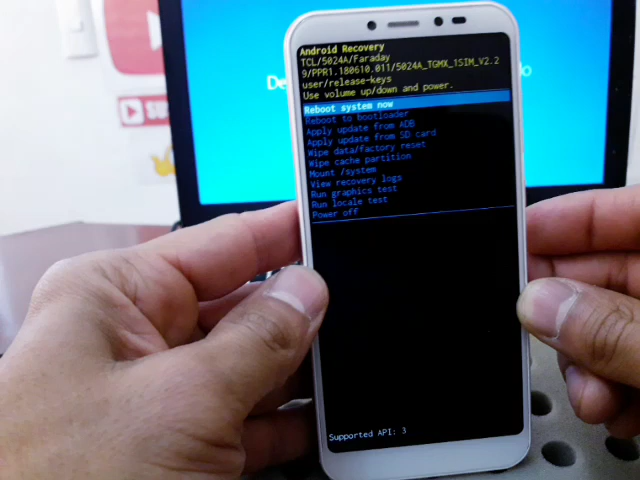 Android Recovery
TCL/5024A/Faraday
9/PPR1.180610.011/5024A_TGMX_1SIM_V2.2
user/release-keys
Use volume up/down and power.
Reboot system now
Reboot to bootloader
Apply update from ADB
Apply update from SD card
Wipe data/factory reset
Wipe cache partition
Mount /system
View recovery logs
Run graphics test
Run locale test
Power off
Supported API: 3